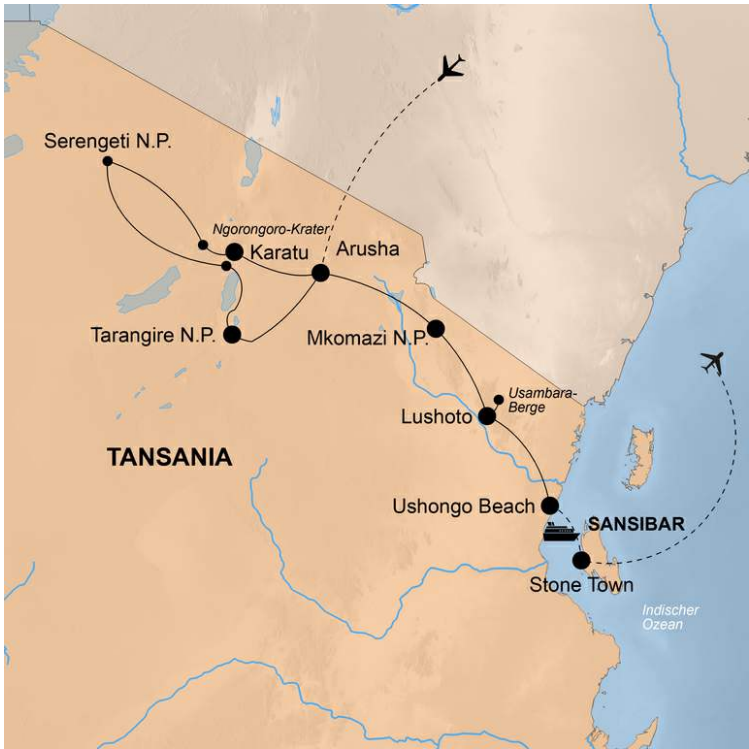 Serengeti N.P.
Ngorongoro-Krater
Karatu
Arusha
Tarangire N.P.
Mkomazi N.P.
Usambara-
Berge
Lushoto
TANSANIA
Ushongo Beach
SANSIBAR
Stone Town
Indischer
Ozean